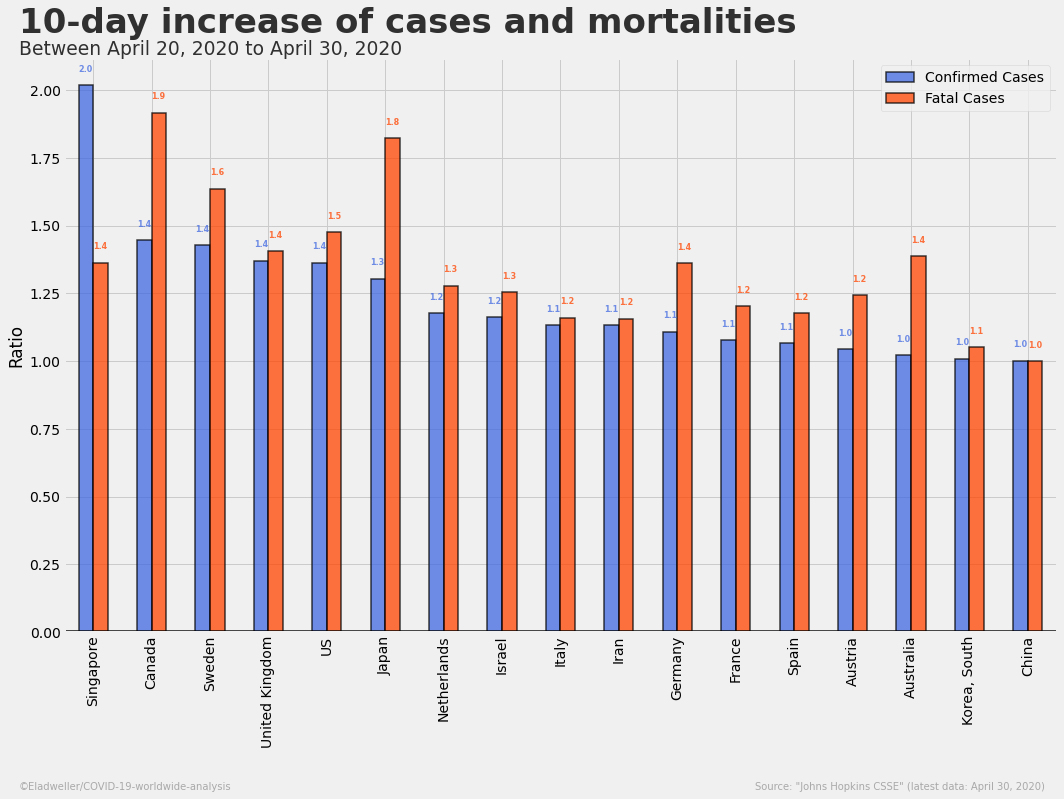 10-day increase of cases and mortalities
Between April 20, 2020 to April 30, 2020
Confirmed Cases
Fatal Cases
Ratio
2.00
1.75
1.50
1.25
1.00
0.75
0.50
0.25
0.00
2.0 1.4 1.4 1.9 1.4 1.6 1.4 1.4 1.4 1.5 1.3 1.8 1.2 1.3 1.2 1.3 1.1 1.2 1.1 1.2 1.1 1.4 1.1 1.2 1.1 1.2 1.0 1.2 1.0 1.4 1.0 1.1 1.0 1.0
Singapore
Canada
Sweden
United Kingdom
US
Japan
Netherlands
Israel
Italy
Iran
Germany
France
Spain
Austria
Australia
Korea, South
China
©Eladweller/COVID-19-worldwide-analysis
Source: "Johns Hopkins CSSE" (latest data: April 30, 2020)